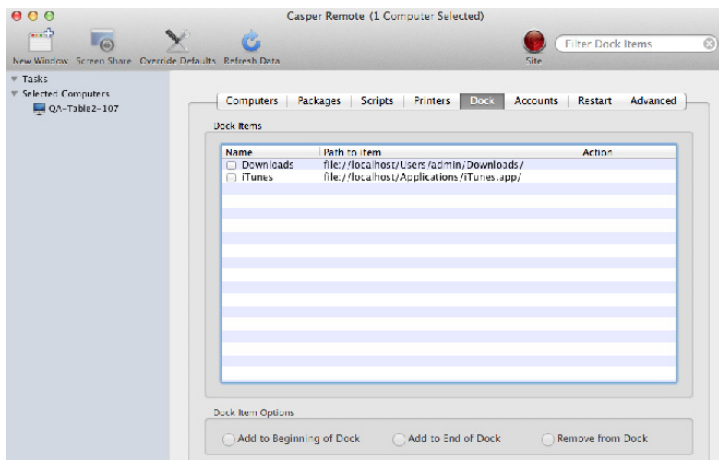 Casper Remote (1 Computer Selected)
New Window Screen Share Override Defaults Refresh Data Site Filter Dock Items
Tasks
Selected Computers
QA-Table2-107
Computers Packages Scripts Printers Dock Accounts Restart Advanced
Dock Items
Name Path to item Action
Downloads file://localhost/Users/admin/Downloads/
iTunes file://localhost/Applications/iTunes.app/
Dock Item Options
Add to Beginning of Dock Add to End of Dock Remove from Dock